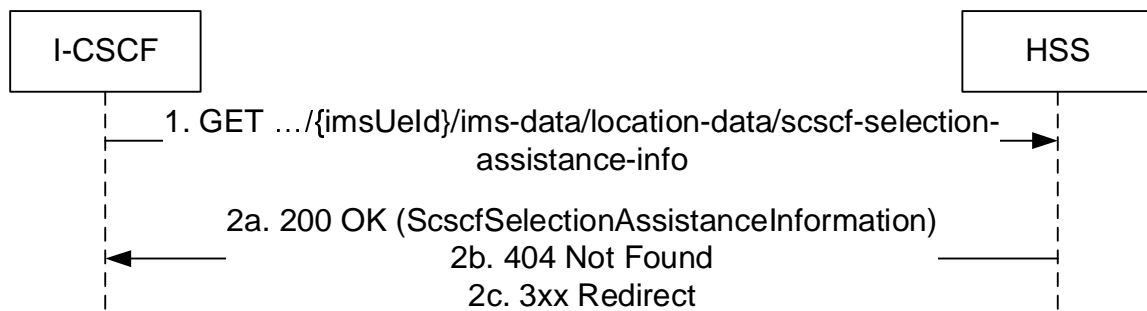 I-CSCF
HSS
1. GET …/{imsUeId}/ims-data/location-data/scscf-selection-
assistance-info
2a. 200 OK (ScscfSelectionAssistanceInformation)
2b. 404 Not Found
2c. 3xx Redirect